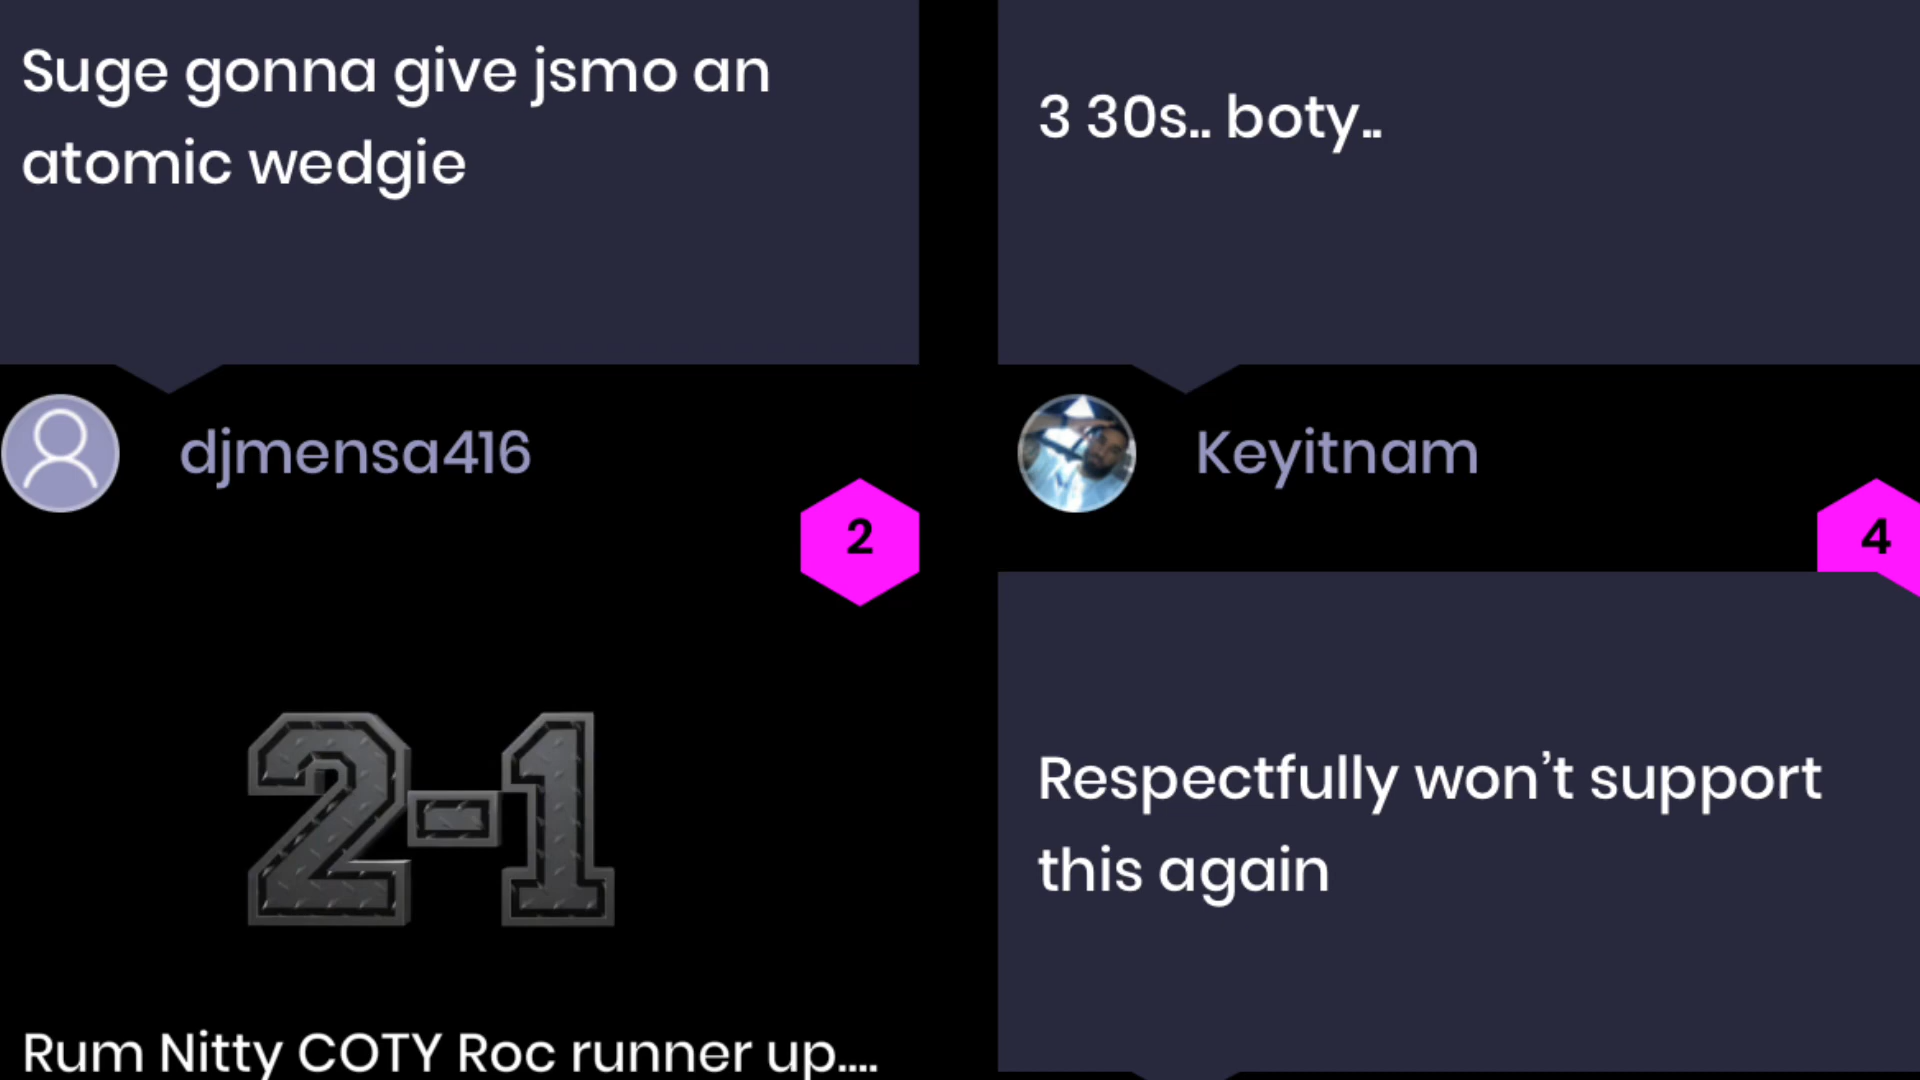 Suge gonna give jsmo an
atomic wedgie
djmensa416
2
2-1
Rum Nitty COTY Roc runner up....
3 30s.. boty..
Keyitnam
4
Respectfully won’t support
this again